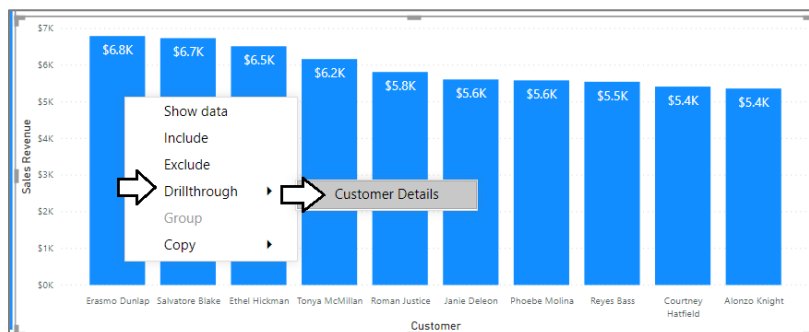 $7K
$6K
$5K
$4K
$3K
$2K
$1K
$0K
Sales Revenue
$6.8K
$6.7K
$6.5K
$6.2K
$5.8K
$5.6K
$5.6K
$5.5K
$5.4K
$5.4K
Show data
Include
Exclude
Drillthrough
Group
Copy
Customer Details
Erasmo Dunlap
Salvatore Blake
Ethel Hickman
Tonya McMillan
Roman Justice
Janie Deleon
Phoebe Molina
Reyes Bass
Courtney
Hatfield
Alonzo Knight
Customer